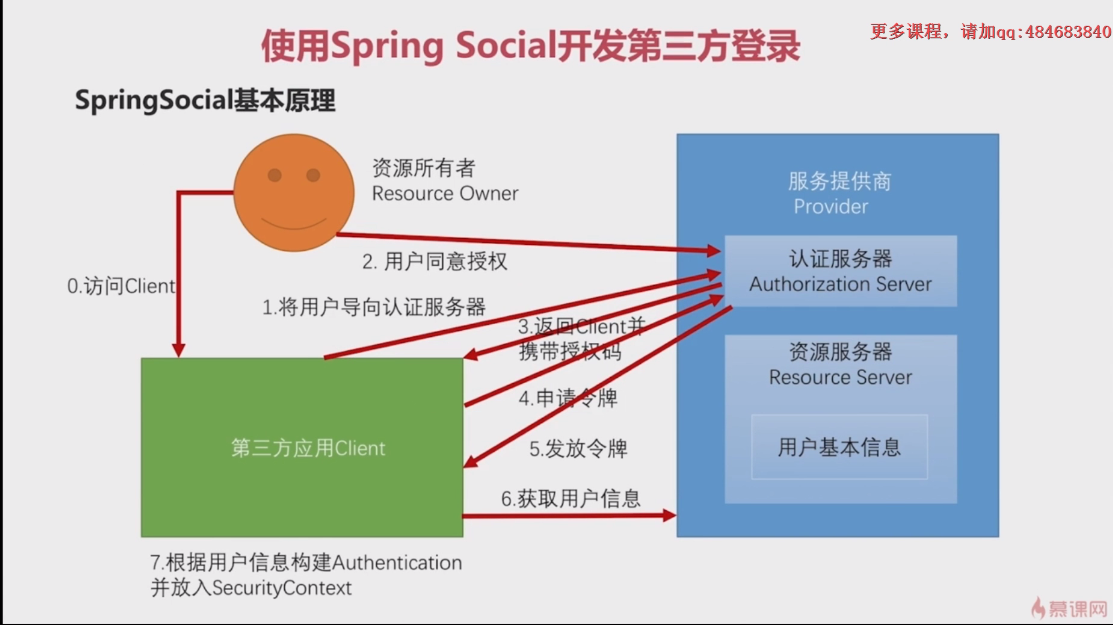 使用Spring Social开发第三方登录
更多课程，请加qq:484683840
SpringSocial基本原理
资源所有者
Resource Owner
服务提供商
Provider
2. 用户同意授权
认证服务器
Authorization Server
0.访问Client
1.将用户导向认证服务器
3.返回Client并
携带授权码
资源服务器
Resource Server
4.申请令牌
第三方应用Client
5.发放令牌
用户基本信息
6.获取用户信息
7.根据用户信息构建Authentication
并放入SecurityContext
慕课网